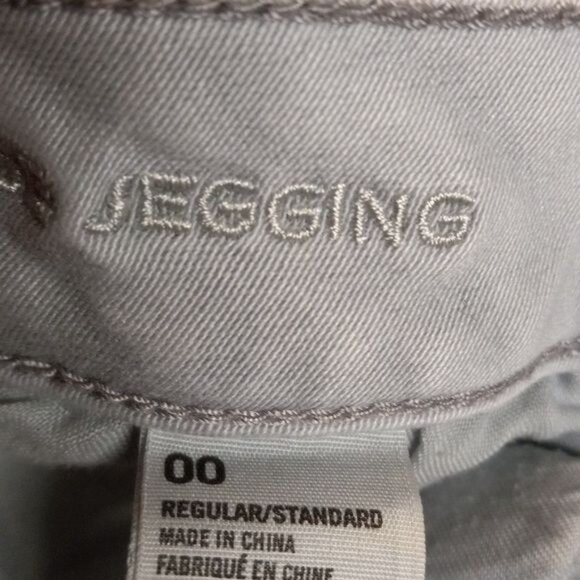 JEGGING
00
REGULAR/STANDARD
MADE IN CHINA
FABRIQUÉ EN CHINE